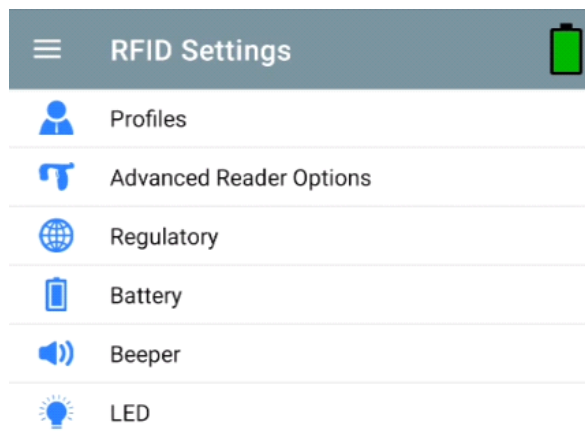 RFID Settings
Profiles
Advanced Reader Options
Regulatory
Battery
Beeper
LED